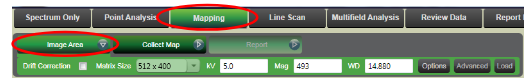 Spectrum Only Point Analysis Mapping Line Scan Multifield Analysis Review Data Report
Image Area Collect Map Report
Drift Correction Matrix Size 512 x 400 kV 5.0 Mag 493 WD 14.880 Options Advanced Load